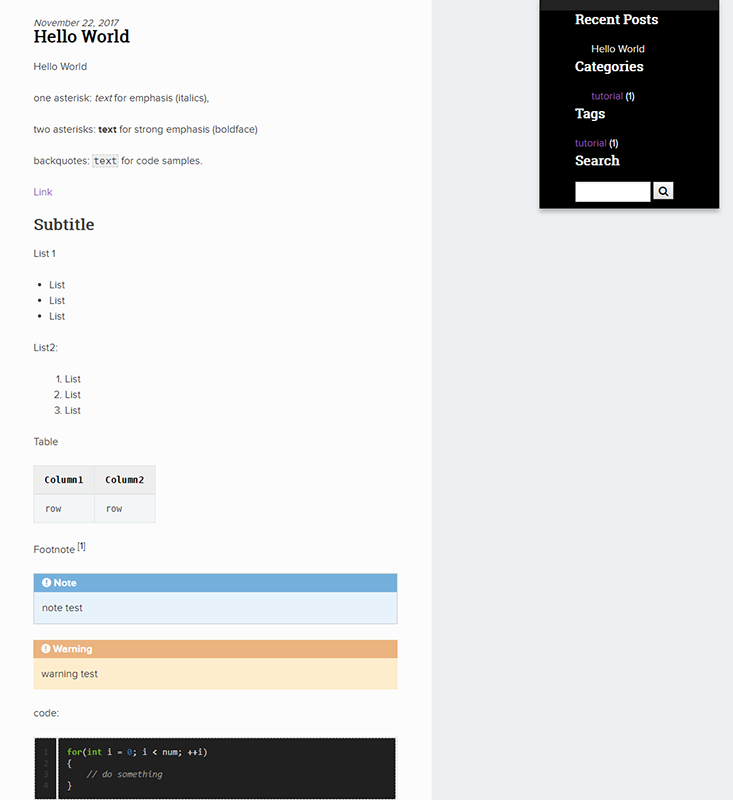 November 22, 2017
Hello World
Hello World
one asterisk: text for emphasis (italics),
two asterisks: text for strong emphasis (boldface)
backquotes: text for code samples.
Link
Subtitle
List 1
• List
• List
• List
List2:
1. List
2. List
3. List
Table
Column1 Column2
row row
Footnote [1]
Note
note test
Warning
warning test
code:
1 for(int i = 0; i < num; ++i)
2 {
3 // do something
4 }
Recent Posts
Hello World
Categories
tutorial (1)
Tags
tutorial (1)
Search